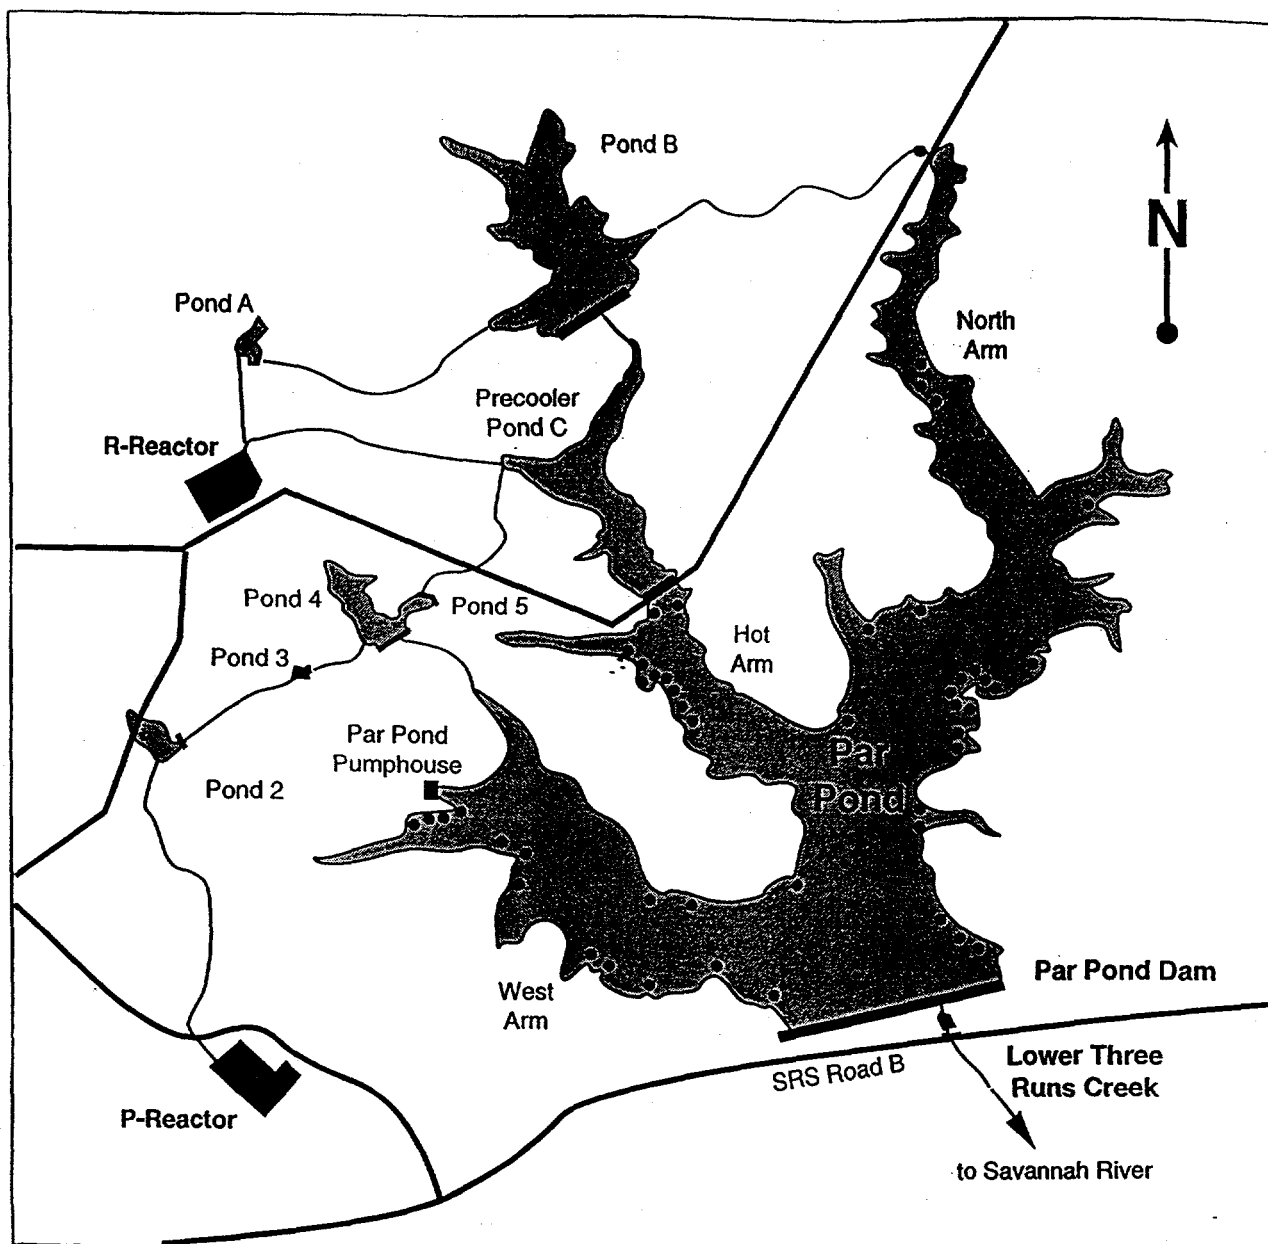 Pond B
N
Pond A
North
Arm
Precooler
Pond C
R-Reactor
Pond 4
Pond 5
Hot
Arm
Pond 3
Par Pond
Pumphouse
Par
Pond
Pond 2
West
Arm
Par Pond Dam
SRS Road B
Lower Three
Runs Creek
P-Reactor
to Savannah River